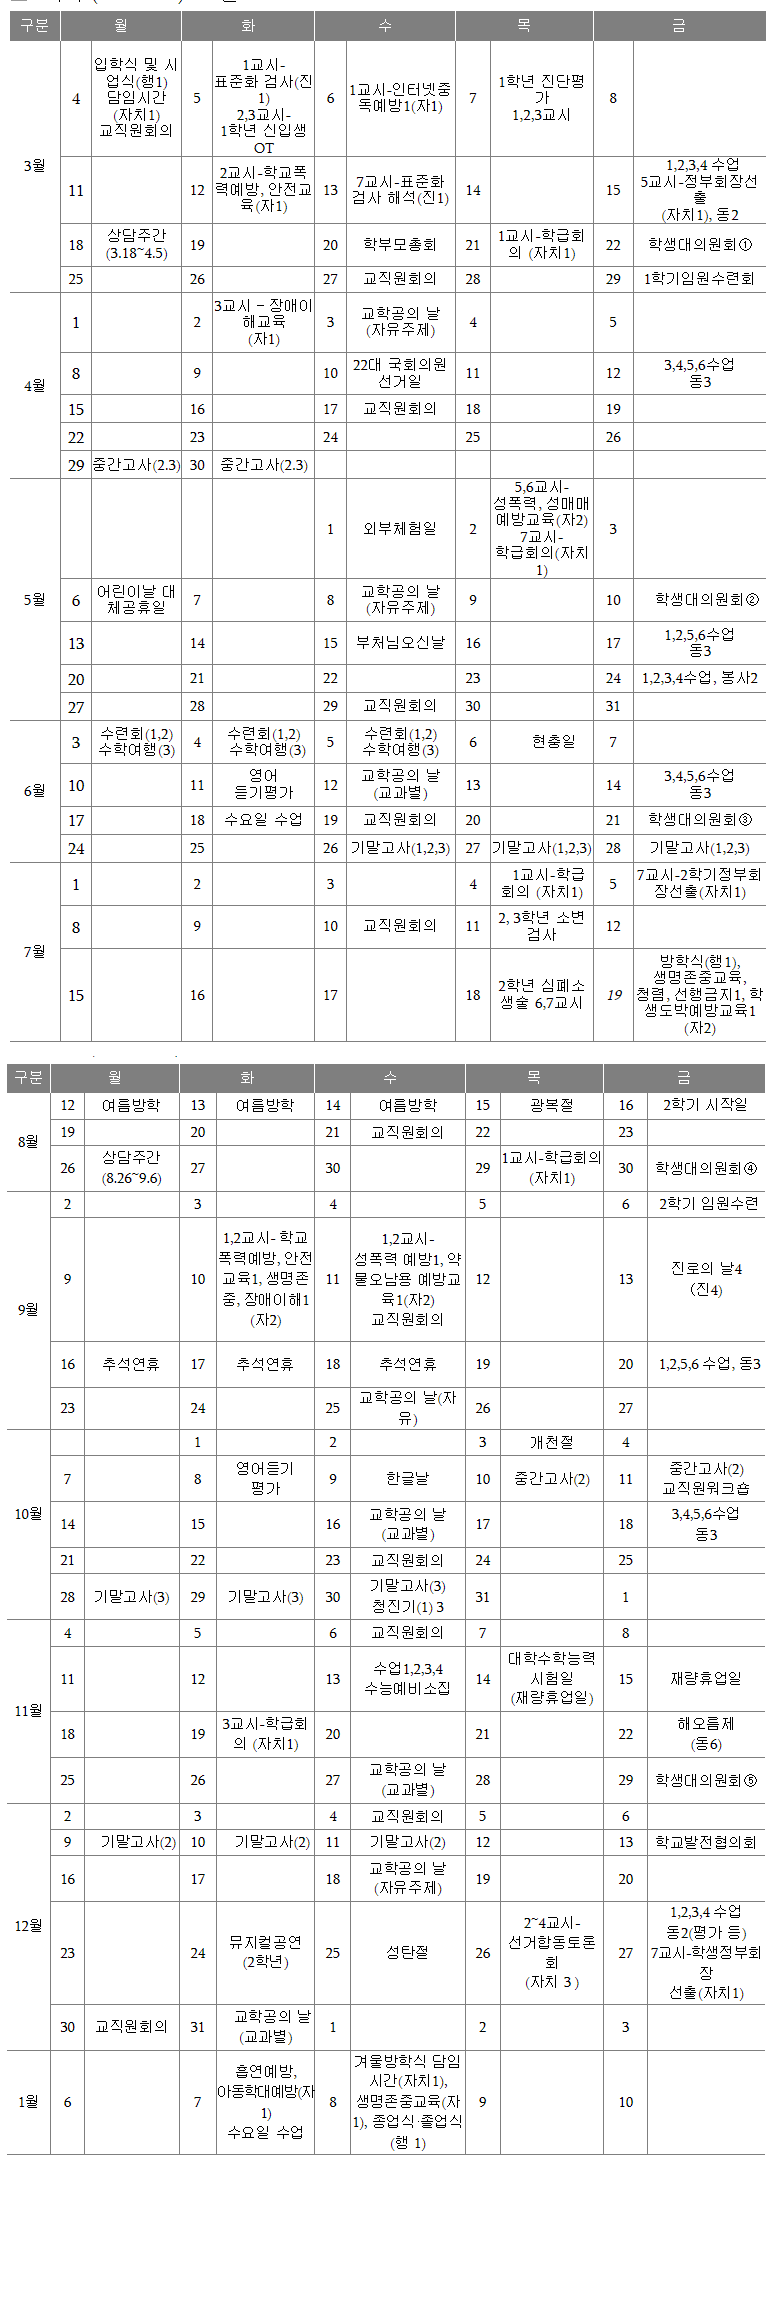 구분 월 화 수 목 금
3월
4 입학식 및 시
업식(행1)
담임시간
(자치1)
교직원회의
5 1교시-
표준화 검사(진
1)
2,3교시-
1학년 신입생
OT
6 1교시-인터넷중
독예방1(자1)
7 1학년 진단평
가
1,2,3교시
8
11
12 2교시-학교폭
력예방, 안전교
육(자1)
13 7교시-표준화
검사 해석(진1)
14
15 1,2,3,4 수업
5교시-정부회장선
출
(자치1), 동2
18 상담주간
(3.18~4.5)
19
20 학부모총회
21 1교시-학급회
의 (자치1)
22 학생대의원회①
25
26
27 교직원회의
28
29 1학기임원수련회
4월
1
2 3교시 – 장애이
해교육
(자1)
3 교학공의 날
(자유주제)
4
5
8
9
10 22대 국회의원
선거일
11
12 3,4,5,6수업
동3
15
16
17 교직원회의
18
19
22
23
24
25
26
29 중간고사(2.3)
30 중간고사(2.3)
5월
1 외부체험일
2 5,6교시-
성폭력, 성매매
예방교육(자2)
7교시-
학급회의(자치
1)
3
6 어린이날 대
체공휴일
7
8 교학공의 날
(자유주제)
9
10 학생대의원회②
13
14
15 부처님오신날
16
17 1,2,5,6수업
동3
20
21
22
23
24 1,2,3,4수업, 봉사2
27
28
29 교직원회의
30
31
6월
3 수련회(1,2)
수학여행(3)
4 수련회(1,2)
수학여행(3)
5 수련회(1,2)
수학여행(3)
6 현충일
7
10
11 영어
듣기평가
12 교학공의 날
(교과별)
13
14 3,4,5,6수업
동3
17
18 수요일 수업
19 교직원회의
20
21 학생대의원회③
24
25
26 기말고사(1,2,3)
27 기말고사(1,2,3)
28 기말고사(1,2,3)
7월
1
2
3
4 1교시-학급
회의 (자치1)
5 7교시-2학기정부회
장선출(자치1)
8
9
10 교직원회의
11 2, 3학년 소변
검사
12
15
16
17
18 2학년 심폐소
생술 6,7교시
19 방학식(행1),
생명존중교육,
청렴, 선행금지1, 학
생도박예방교육1
(자2)
구분 월 화 수 목 금
8월
12 여름방학
13 여름방학
14 여름방학
15 광복절
16 2학기 시작일
19
20
21 교직원회의
22
23
26 상담주간
(8.26~9.6)
27
30
29 1교시-학급회의
(자치1)
30 학생대의원회④
9월
2
3
4
5
6 2학기 임원수련
9
10 1,2교시- 학교
폭력예방, 안전
교육1, 생명존
중, 장애이해1
(자2)
11 1,2교시-
성폭력 예방1, 약
물오남용 예방교
육1(자2)
교직원회의
12
13 진로의 날4
(진4)
16 추석연휴
17 추석연휴
18 추석연휴
19
20 1,2,5,6 수업, 동3
23
24
25 교학공의 날(자
유)
26
27
10월
1
2
3 개천절
4
7
8 영어듣기
평가
9 한글날
10 중간고사(2)
11 중간고사(2)
교직원워크숍
14
15
16 교학공의 날
(교과별)
17
18 3,4,5,6수업
동3
21
22
23 교직원회의
24
25
28 기말고사(3)
29 기말고사(3)
30 기말고사(3)
청진기(1) 3
31
1
11월
4
5
6 교직원회의
7
8
11
12
13 수업1,2,3,4
수능예비소집
14 대학수학능력
시험일
(재량휴업일)
15 재량휴업일
18
19 3교시-학급회
의 (자치1)
20
21
22 해오름제
(동6)
25
26
27 교학공의 날
(교과별)
28
29 학생대의원회⑤
12월
2
3
4 교직원회의
5
6
9 기말고사(2)
10 기말고사(2)
11 기말고사(2)
12
13 학교발전협의회
16
17
18 교학공의 날
(자유주제)
19
20
23
24 뮤지컬공연
(2학년)
25 성탄절
26 2~4교시-
선거합동토론
회
(자치 3 )
27 1,2,3,4 수업
동2(평가 등)
7교시-학생정부회
장
선출(자치1)
30 교직원회의
31 교학공의 날
(교과별)
1
2
3
1월
6
7 흡연예방,
아동학대예방(자
1)
수요일 수업
8 겨울방학식 담임
시간(자치1),
생명존중교육(자
1), 종업식·졸업식
(행 1)
9
10